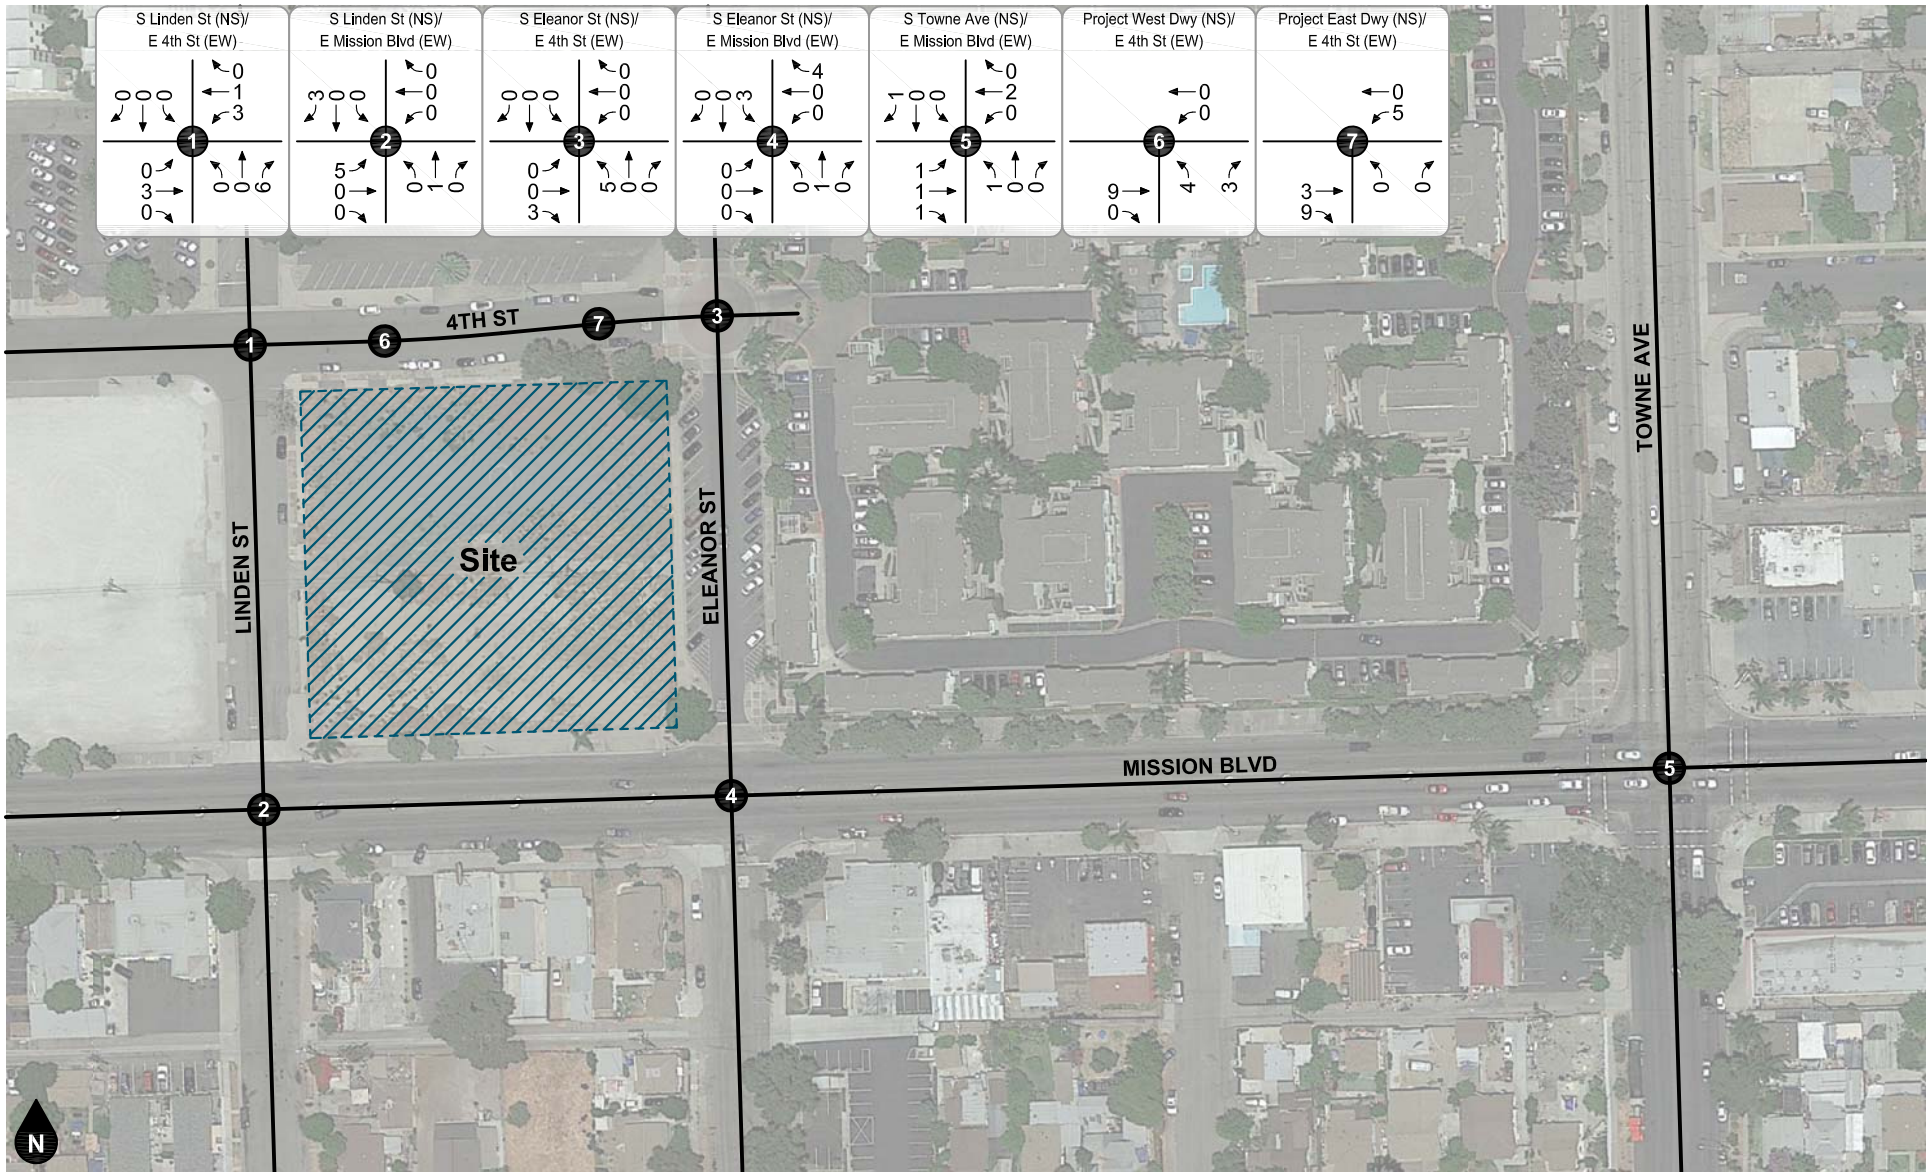 S Linden St (NS)/
E 4th St (EW)
0
1
3
0 0 0
1
0
3
0
0 0 6
S Linden St (NS)/
E Mission Blvd (EW)
0
0
0
3 0 0
2
5
0
0
0 1 0
S Eleanor St (NS)/
E 4th St (EW)
0
0
0
0 0 0
3
0
0
3
5 0 0
S Eleanor St (NS)/
E Mission Blvd (EW)
4
0
0
0 0 3
4
0
0
0
0 1 0
S Towne Ave (NS)/
E Mission Blvd (EW)
0
2
0
1 0 0
5
1
1
1
1 0 0
Project West Dwy (NS)/
E 4th St (EW)
0
0
6
9
0
4 3
Project East Dwy (NS)/
E 4th St (EW)
0
5
7
3
9
0 0
4TH ST
1
6
7
3
TOWNE AVE
LINDEN ST
Site
ELEANOR ST
MISSION BLVD
2
4
5
N